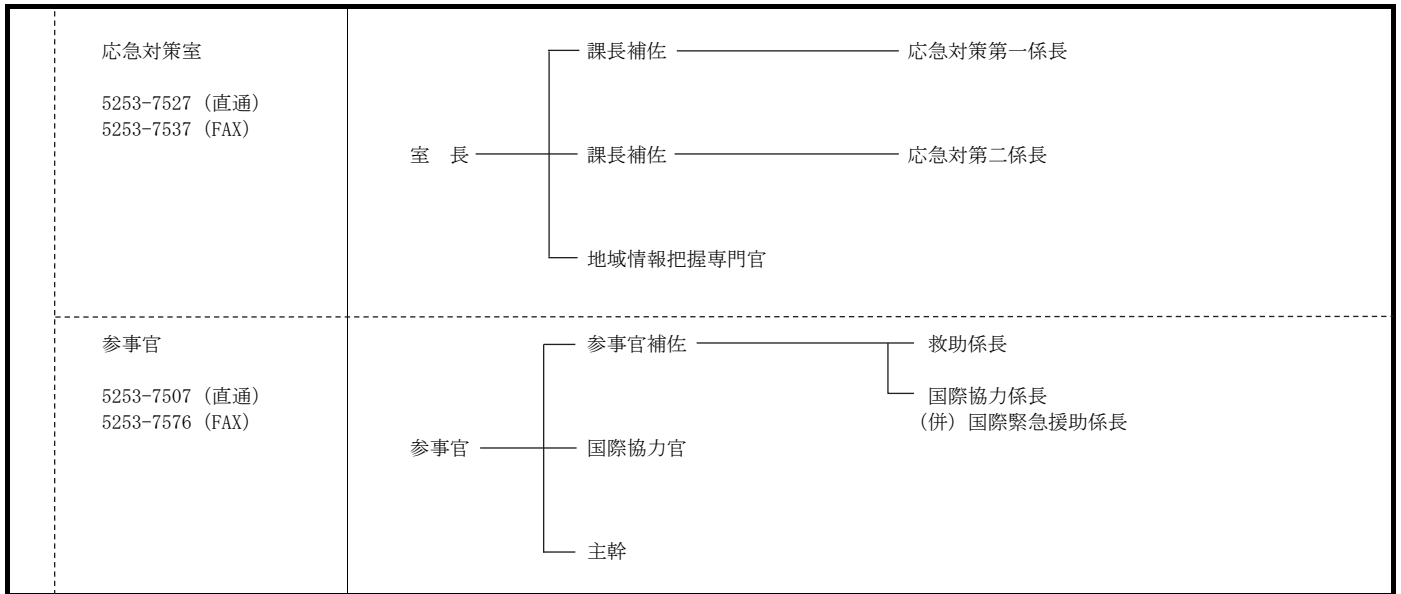 応急対策室
5253-7527 (直通)
5253-7537 (FAX)
室　長
課長補佐
応急対策第一係長
課長補佐
応急対第二係長
地域情報把握専門官
参事官
5253-7507 (直通)
5253-7576 (FAX)
参事官
参事官補佐
救助係長
国際協力係長
(併) 国際緊急援助係長
国際協力官
主幹